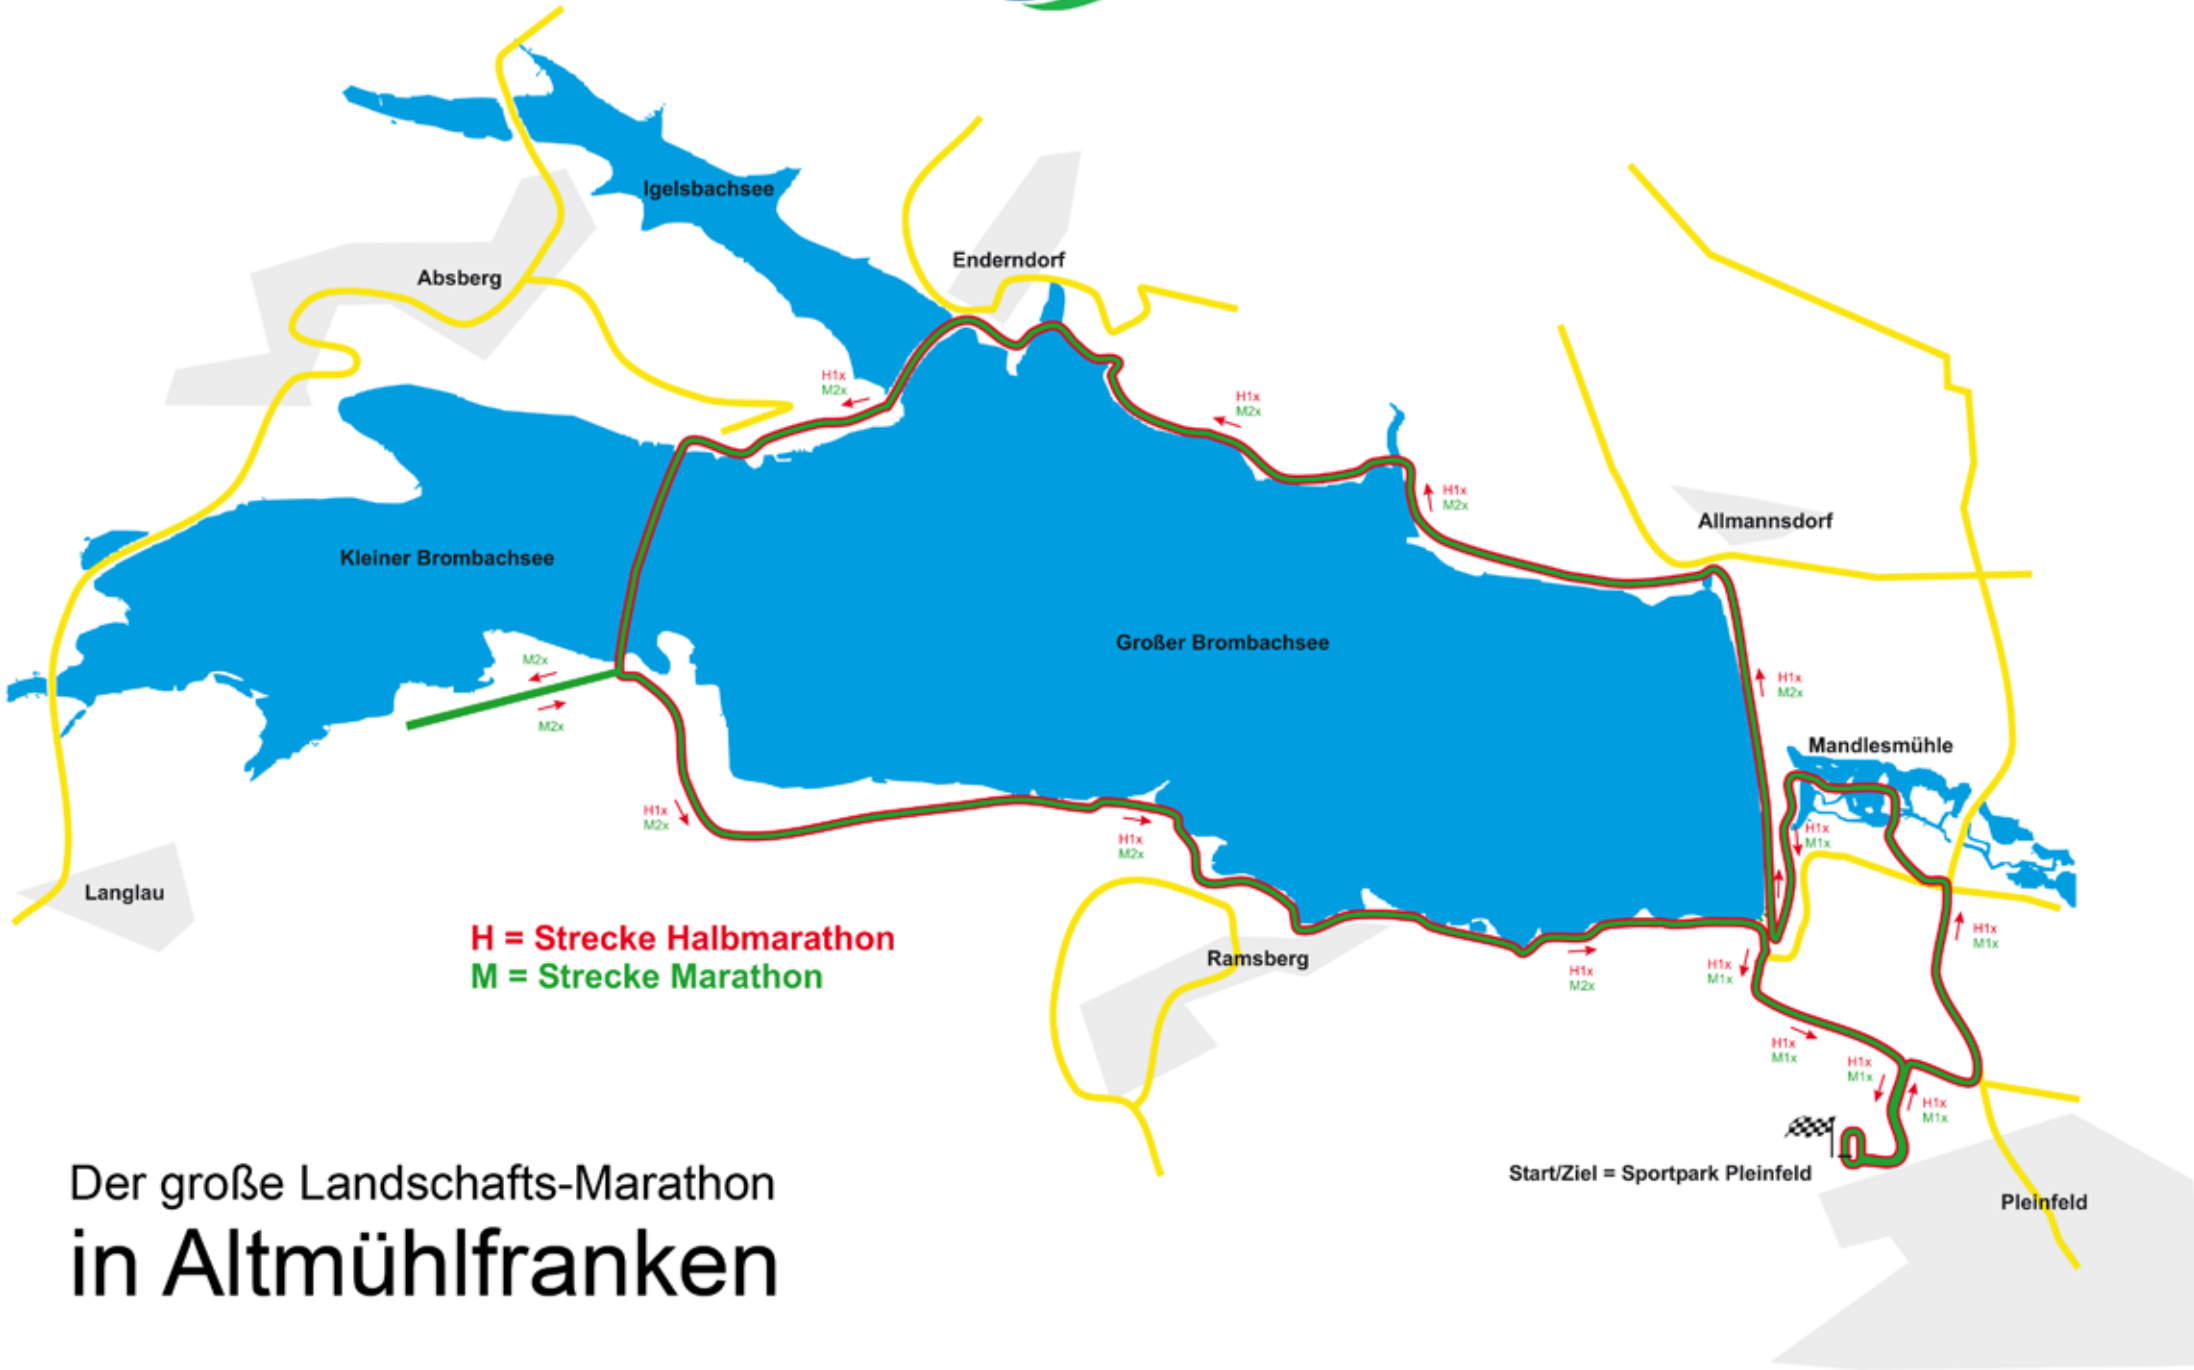 Igelsbachsee
Enderndorf
Absberg
H1x
M2x
H1x
M2x
H1x
M2x
Allmannsdorf
Kleiner Brombachsee
Großer Brombachsee
M2x
M2x
H1x
M2x
Mandlesmühle
H1x
M2x
H1x
M2x
H1x
M1x
Langlau
H = Strecke Halbmarathon
M = Strecke Marathon
Ramsberg
H1x
M2x
H1x
M1x
H1x
M1x
H1x
M1x
H1x
M1x
H1x
M1x
Start/Ziel = Sportpark Pleinfeld
Pleinfeld
Der große Landschafts-Marathon
in Altmühlfranken